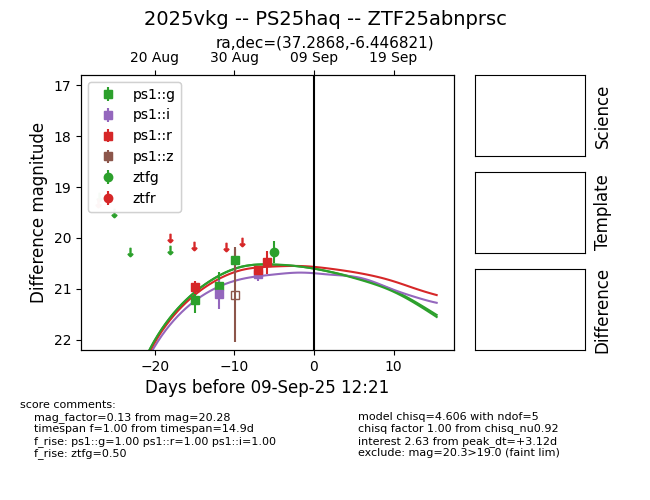 2025vkg -- PS25haq -- ZTF25abnprsc
ra,dec=(37.2868,-6.446821)
20 Aug 30 Aug 09 Sep 19 Sep
17
18
19
20
21
22
Difference magnitude
ps1::g
ps1::i
ps1::r
ps1::z
ztfg
ztfr
−20 −10 0 10
Days before 09-Sep-25 12:21
Science
Template
Difference
score comments:
mag_factor=0.13 from mag=20.28
timespan f=1.00 from timespan=14.9d
f_rise: ps1::g=1.00 ps1::r=1.00 ps1::i=1.00
f_rise: ztfg=0.50
model chisq=4.606 with ndof=5
chisq factor 1.00 from chisq_nu0.92
interest 2.63 from peak_dt=+3.12d
exclude: mag=20.3>19.0 (faint lim)